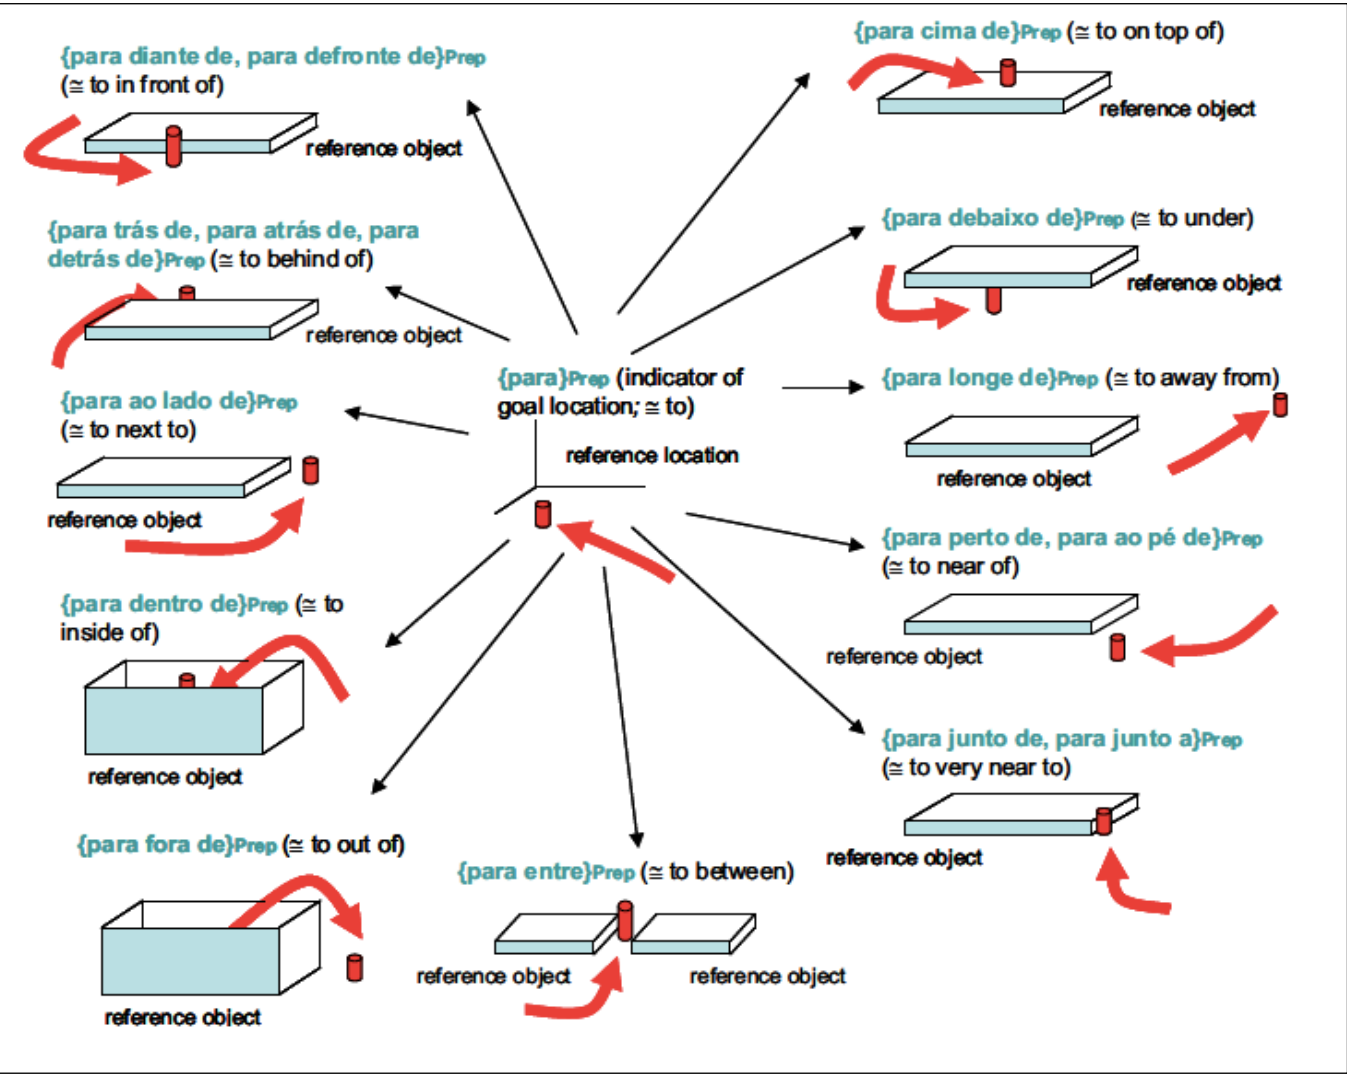 {para diante de, para defronte de}Prep
(≅ to in front of)
reference object
{para trás de, para atrás de, para
detrás de}Prep (≅ to behind of)
reference object
{para ao lado de}Prep
(≅ to next to)
reference object
{para dentro de}Prep (≅ to
inside of)
reference object
{para fora de}Prep (≅ to out of)
reference object
{para}Prep (indicator of
goal location; ≅ to)
reference location
{para entre}Prep (≅ to between)
reference object
reference object
{para cima de}Prep (≅ to on top of)
reference object
{para debaixo de}Prep (≅ to under)
reference object
{para longe de}Prep (≅ to away from)
reference object
{para perto de, para ao pé de}Prep
(≅ to near of)
reference object
{para junto de, para junto a}Prep
(≅ to very near to)
reference object